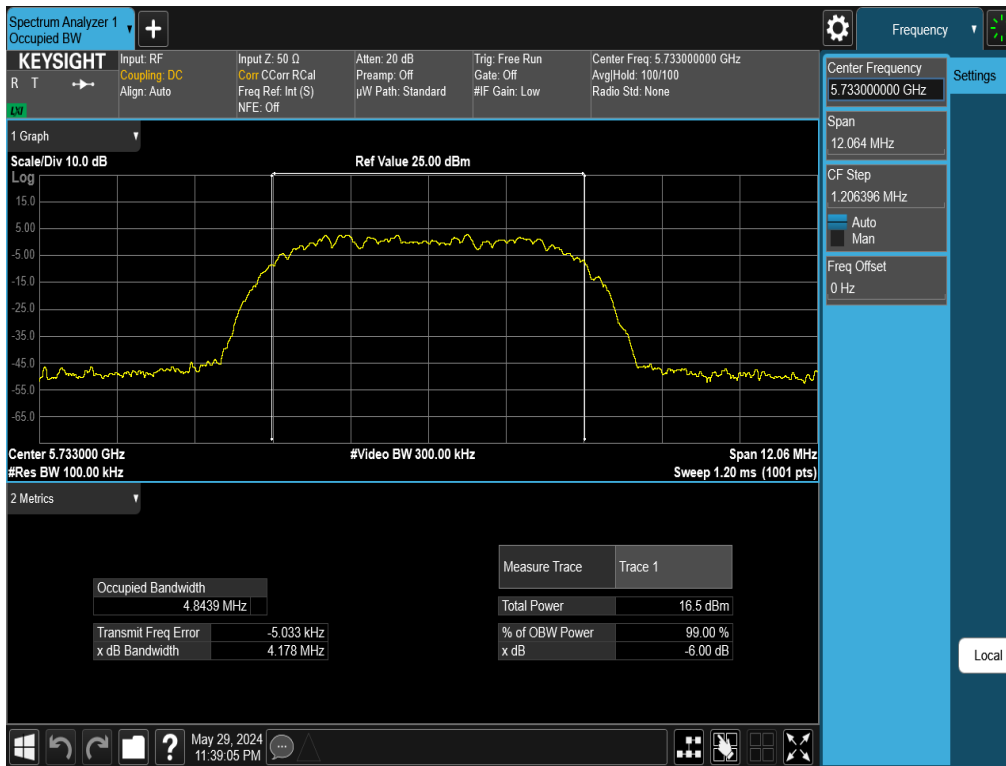 Spectrum Analyzer 1
Occupied BW
Frequency
KEYSIGHT
R T
LXI
Input: RF
Coupling: DC
Align: Auto
Input Z: 50 Ω
Corr CCorr RCal
Freq Ref: Int (S)
NFE: Off
Atten: 20 dB
Preamp: Off
µW Path: Standard
Trig: Free Run
Gate: Off
#IF Gain: Low
Center Freq: 5.733000000 GHz
Avg|Hold: 100/100
Radio Std: None
Center Frequency
5.733000000 GHz
Settings
Span
12.064 MHz
CF Step
1.206396 MHz
Auto
Man
Freq Offset
0 Hz
Local
1 Graph
Scale/Div 10.0 dB
Ref Value 25.00 dBm
Log
15.0
5.00
-5.00
-15.0
-25.0
-35.0
-45.0
-55.0
-65.0
Center 5.733000 GHz
#Video BW 300.00 kHz
Span 12.06 MHz
#Res BW 100.00 kHz
Sweep 1.20 ms (1001 pts)
2 Metrics
Occupied Bandwidth
4.8439 MHz
Transmit Freq Error -5.033 kHz
x dB Bandwidth 4.178 MHz
Measure Trace Trace 1
Total Power 16.5 dBm
% of OBW Power 99.00 %
x dB -6.00 dB
May 29, 2024
11:39:05 PM